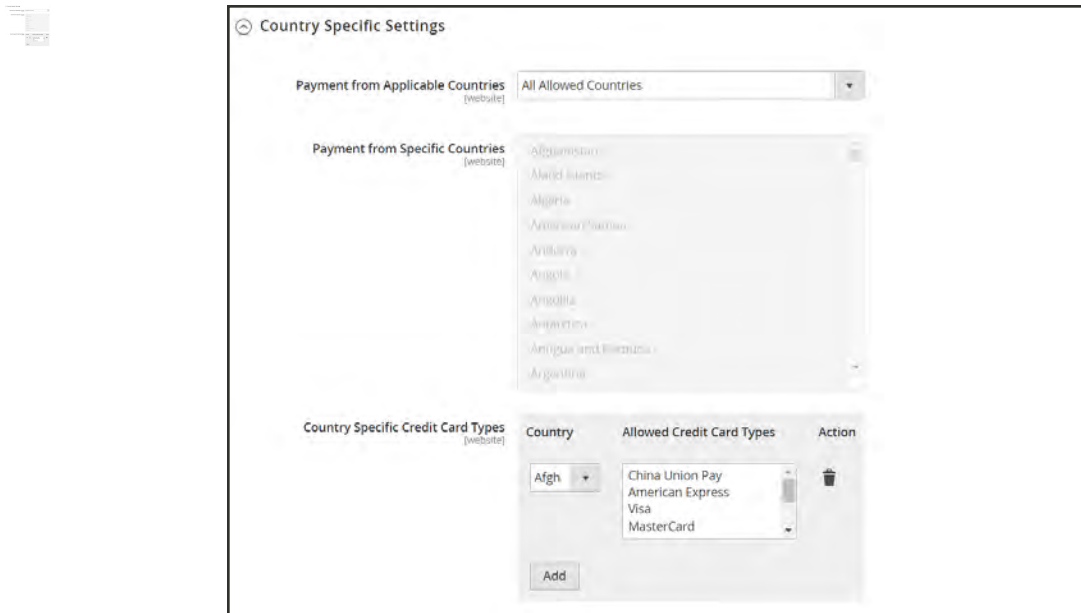 Country Specific Settings
Payment from Applicable Countries
[website]
All Allowed Countries
Payment from Specific Countries
[website]
Afghanistan
Åland Islands
Algeria
American Samoa
Andorra
Angola
Anguilla
Antarctica
Antigua and Barbuda
Argentina
Country Specific Credit Card Types
[website]
Country Allowed Credit Card Types Action
Afgh
China Union Pay
American Express
Visa
MasterCard
Add